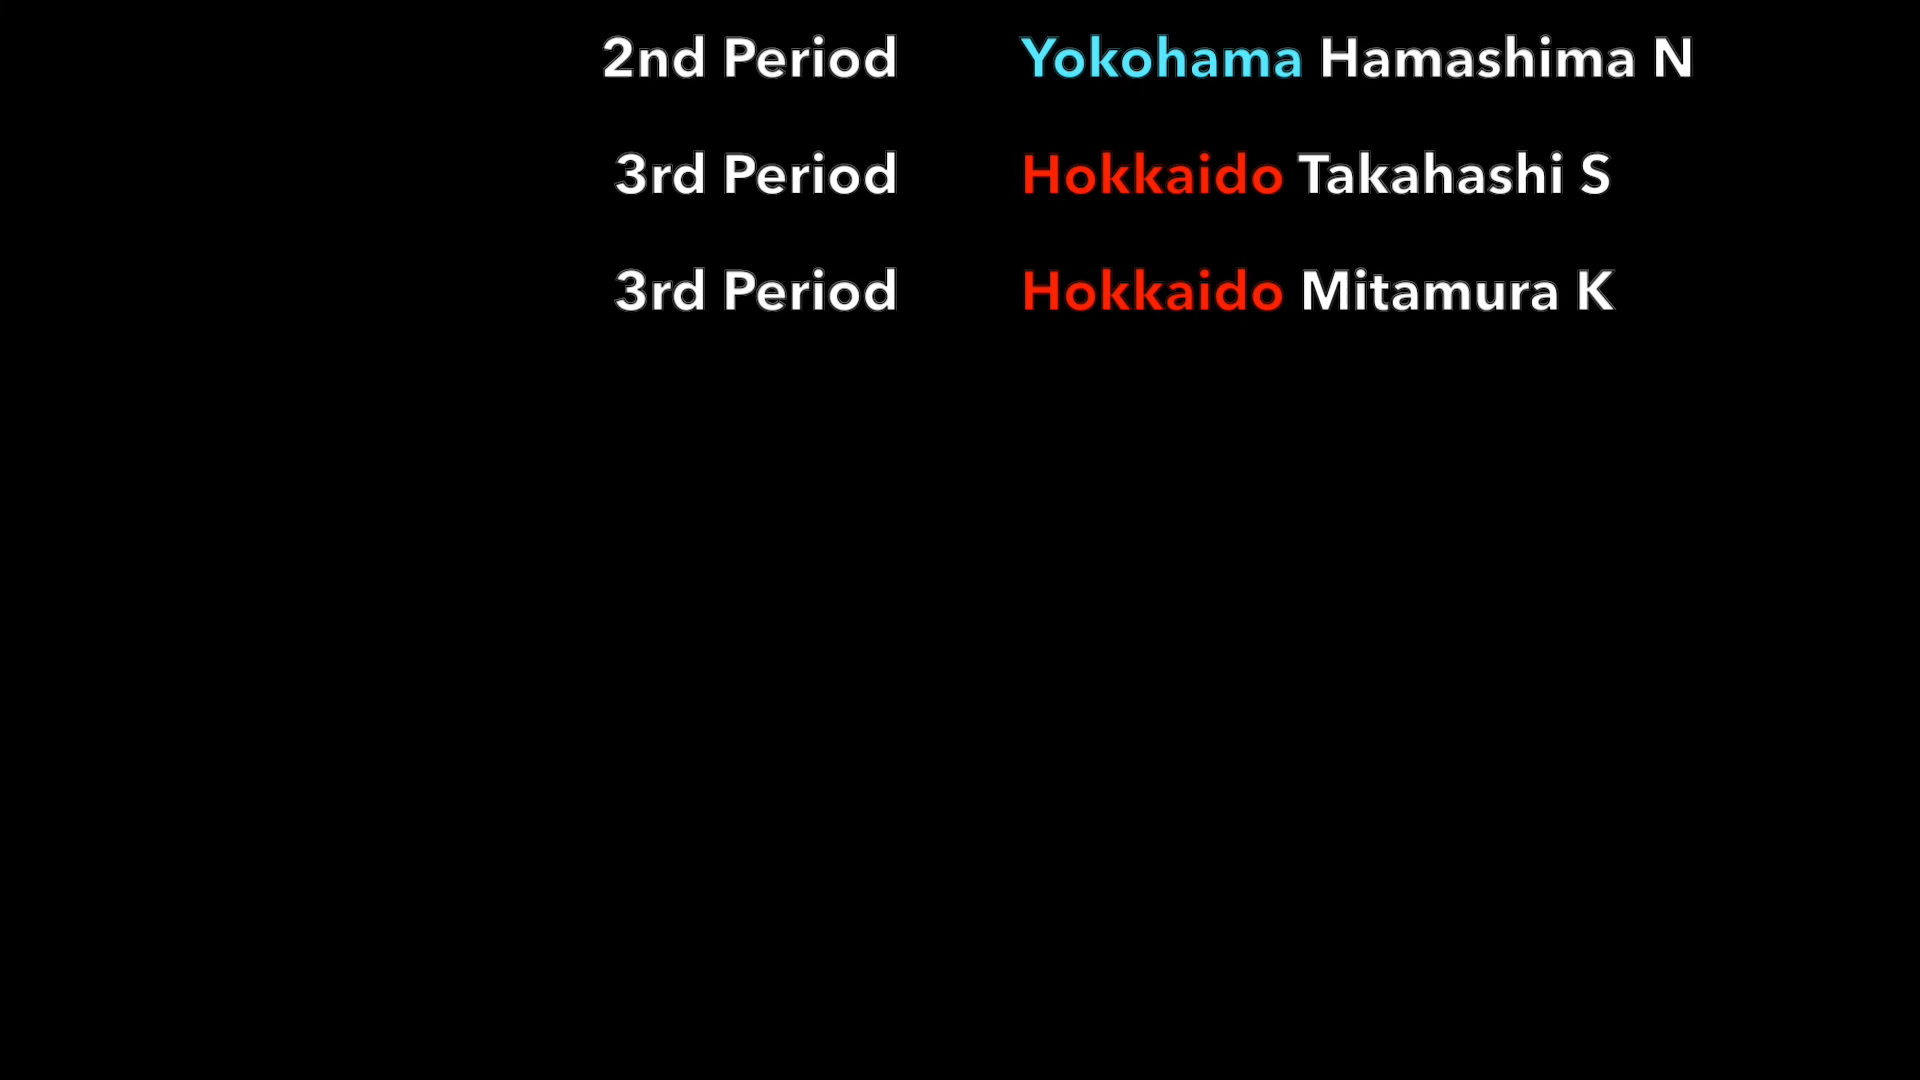 2nd Period Yokohama Hamashima N
3rd Period Hokkaido Takahashi S
3rd Period Hokkaido Mitamura K